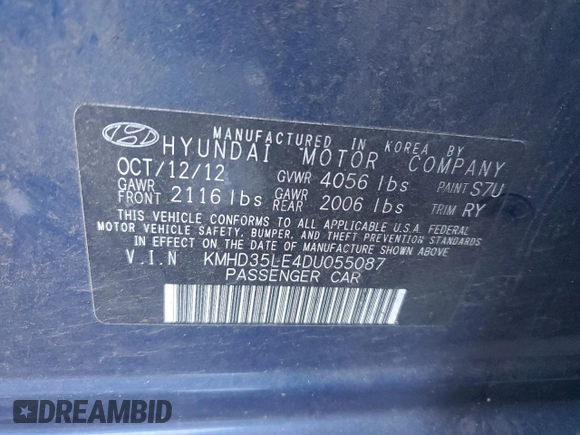 MANUFACTURED IN KOREA BY
HYUNDAI MOTOR COMPANY
OCT/12/12 GVWR 4056 lbs PAINT S7U
GAWR FRONT 2116 lbs GAWR REAR 2006 lbs TRIM RY
THIS VEHICLE CONFORMS TO ALL APPLICABLE U.S.A. FEDERAL
MOTOR VEHICLE SAFETY, BUMPER, AND THEFT PREVENTION STANDARDS
IN EFFECT ON THE DATE OF MANUFACTURE SHOWN ABOVE.
V.I.N KMHD35LE4DU055087
PASSENGER CAR
DREAMBID